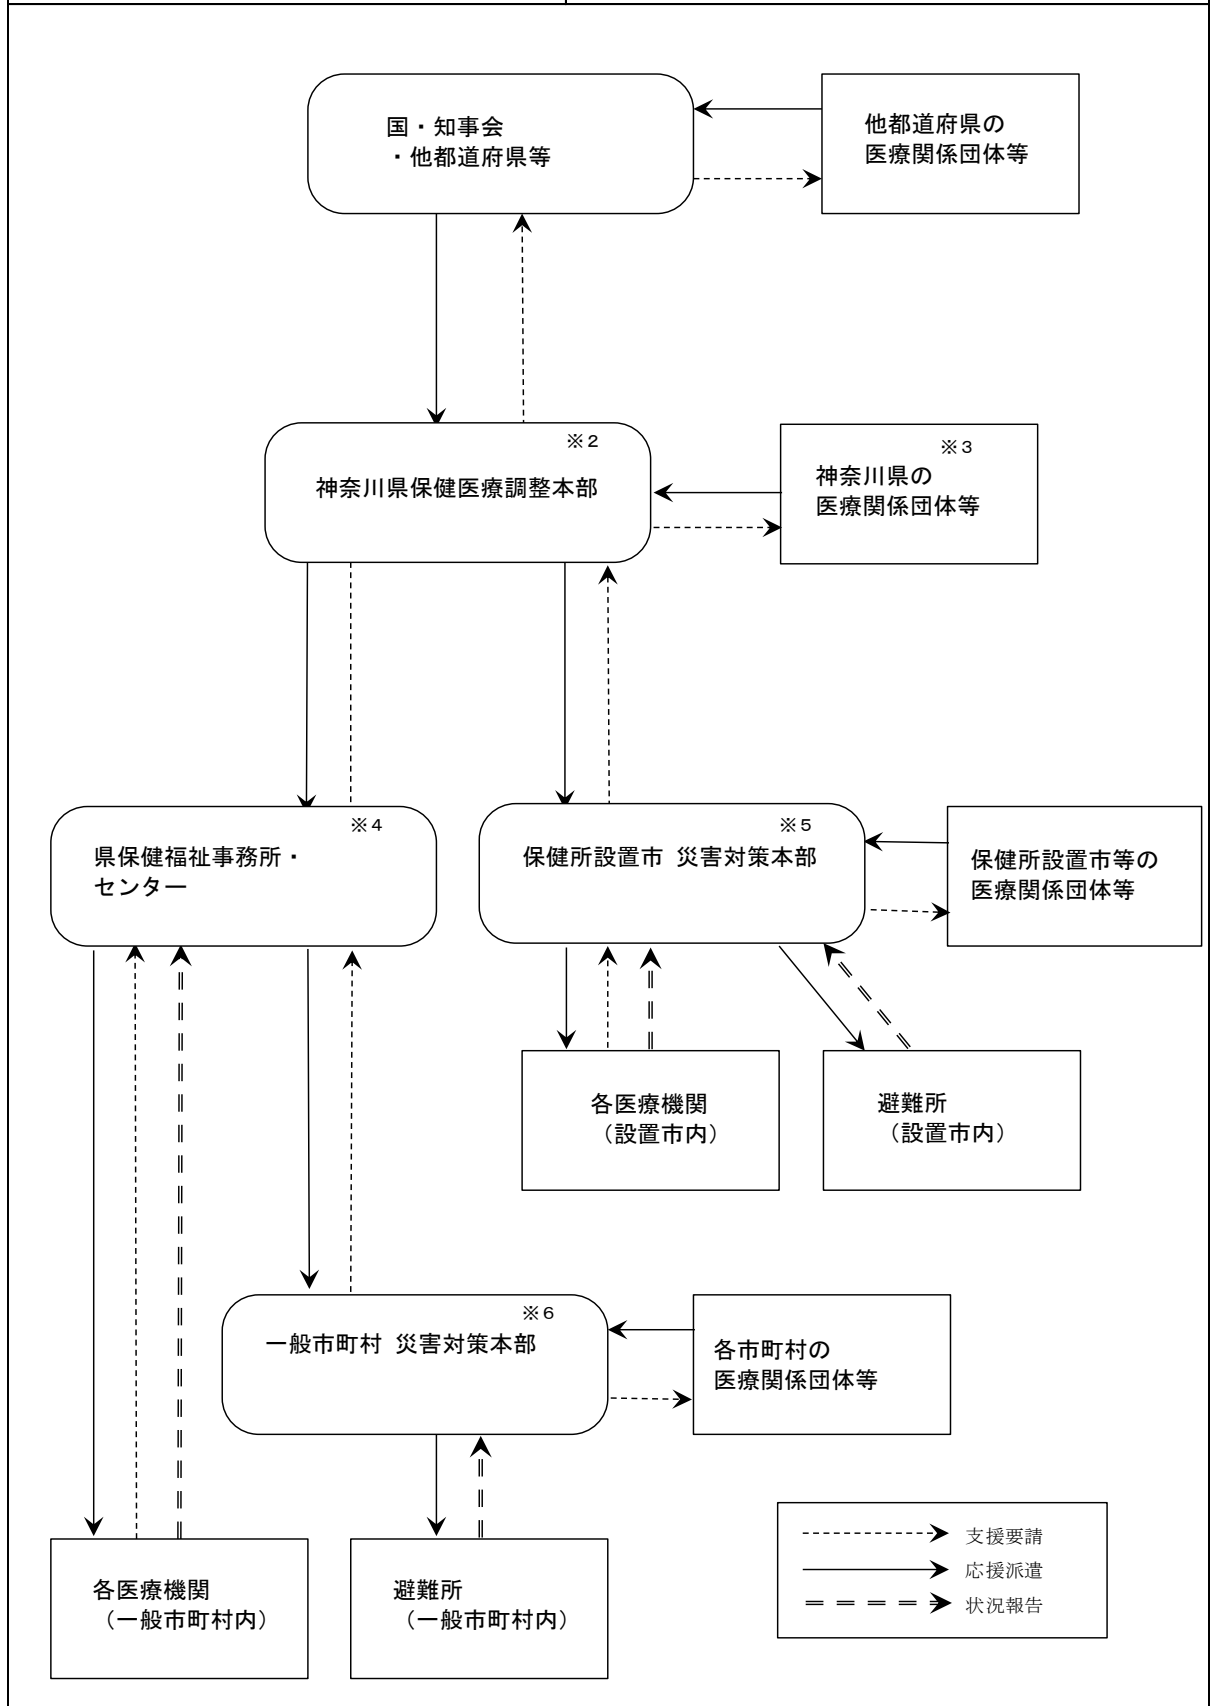 国・知事会
・他都道府県等
他都道府県の
医療関係団体等
※2
神奈川県保健医療調整本部
※3
神奈川県の
医療関係団体等
※4
県保健福祉事務所・
センター
※5
保健所設置市 災害対策本部
保健所設置市等の
医療関係団体等
各医療機関
（設置市内）
避難所
（設置市内）
※6
一般市町村 災害対策本部
各市町村の
医療関係団体等
各医療機関
（一般市町村内）
避難所
（一般市町村内）
支援要請
応援派遣
状況報告